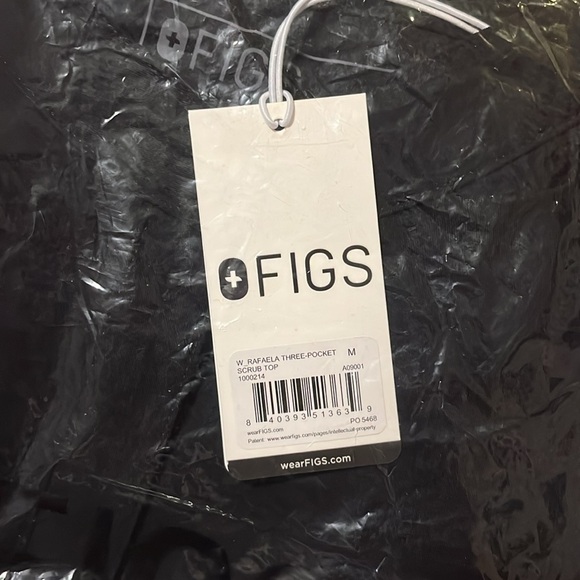 FIGS
FIGS
W_RAFAELA THREE-POCKET M
SCRUB TOP
1000214 A09001
8 40393 51363 9
wearFIGS.com PO 5468
Patent: www.wearfigs.com/pages/intellectual-property
wearFIGS.com